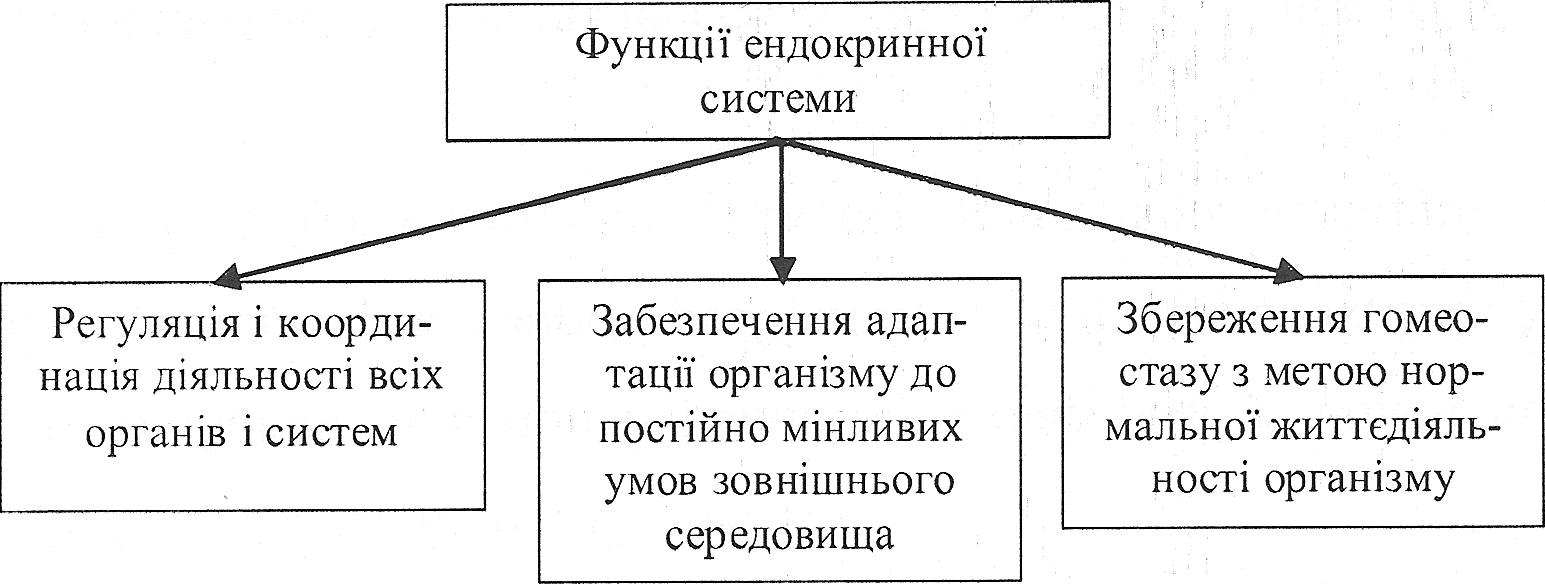 Функції ендокринної
системи
Регуляція і коорди-
нація діяльності всіх
органів і систем
Забезпечення адап-
тації організму до
постійно мінливих
умов зовнішнього
середовища
Збереження гомео-
стазу з метою нор-
мальної життєдіяль-
ності організму